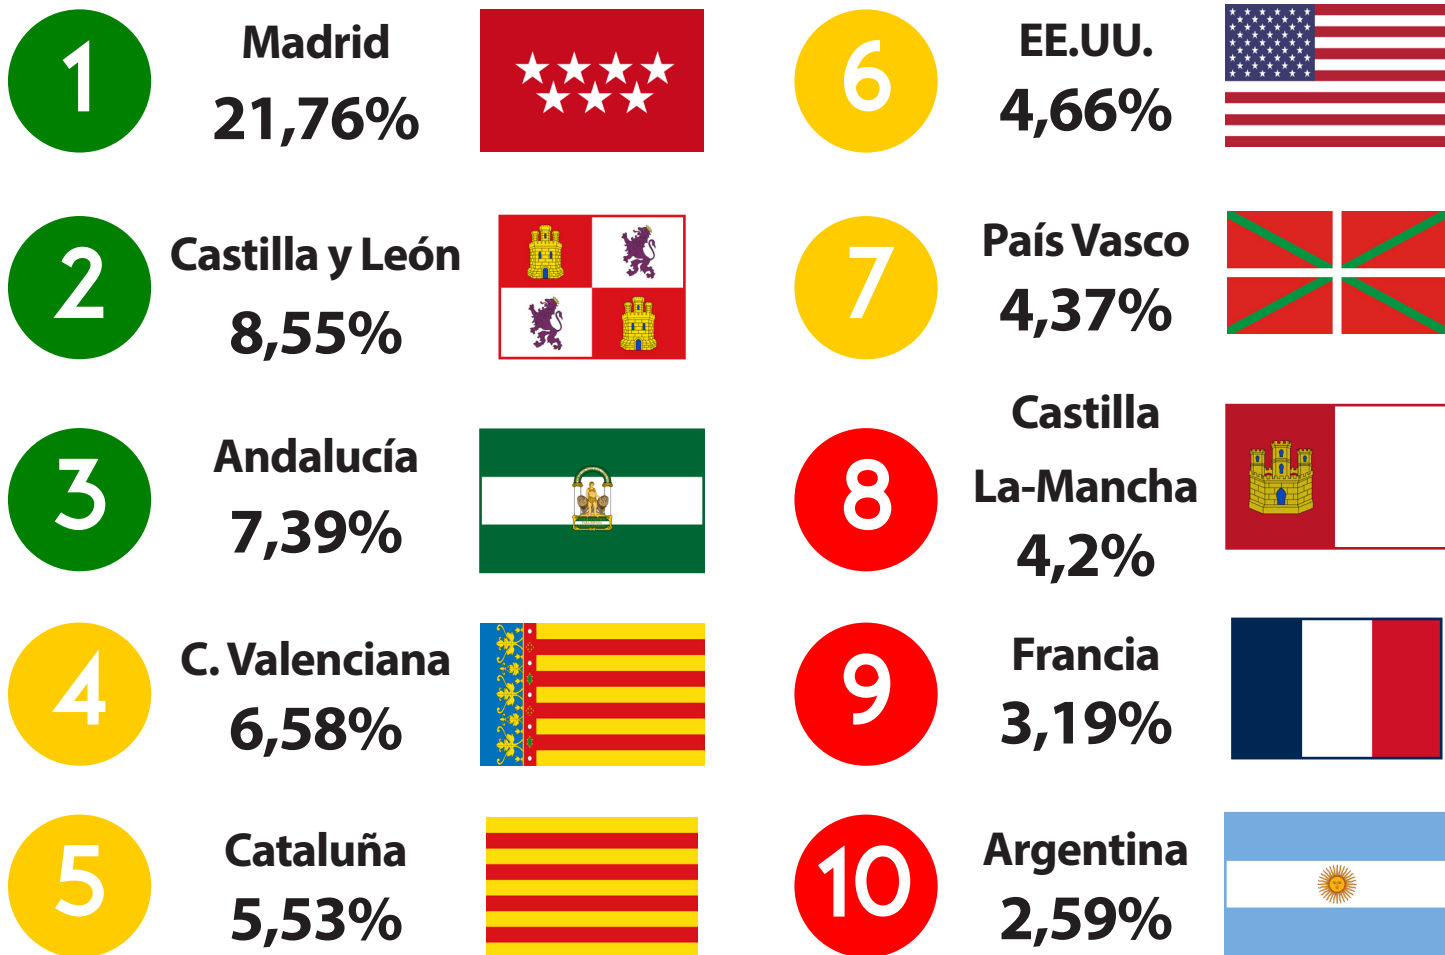 1
Madrid
21,76%
2
Castilla y León
8,55%
3
Andalucía
7,39%
4
C. Valenciana
6,58%
5
Cataluña
5,53%
6
EE.UU.
4,66%
7
País Vasco
4,37%
8
Castilla
La-Mancha
4,2%
9
Francia
3,19%
10
Argentina
2,59%